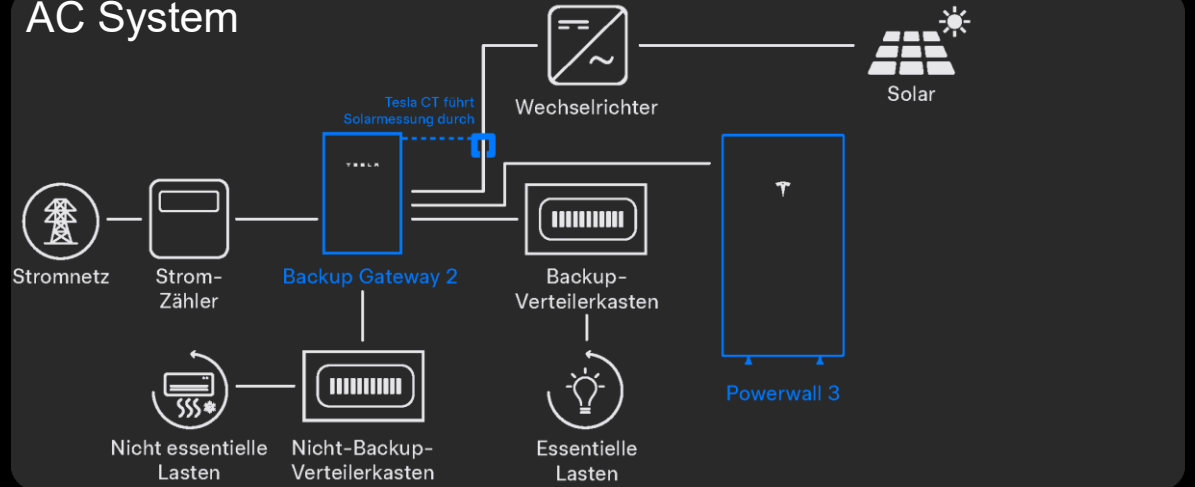 AC System
Tesla CT führt
Solarmessung durch
Wechselrichter
Solar
TESLA
Stromnetz
Strom-
Zähler
Backup Gateway 2
Backup-
Verteilerkasten
Powerwall 3
Nicht essentielle
Lasten
Nicht-Backup-
Verteilerkasten
Essentielle
Lasten